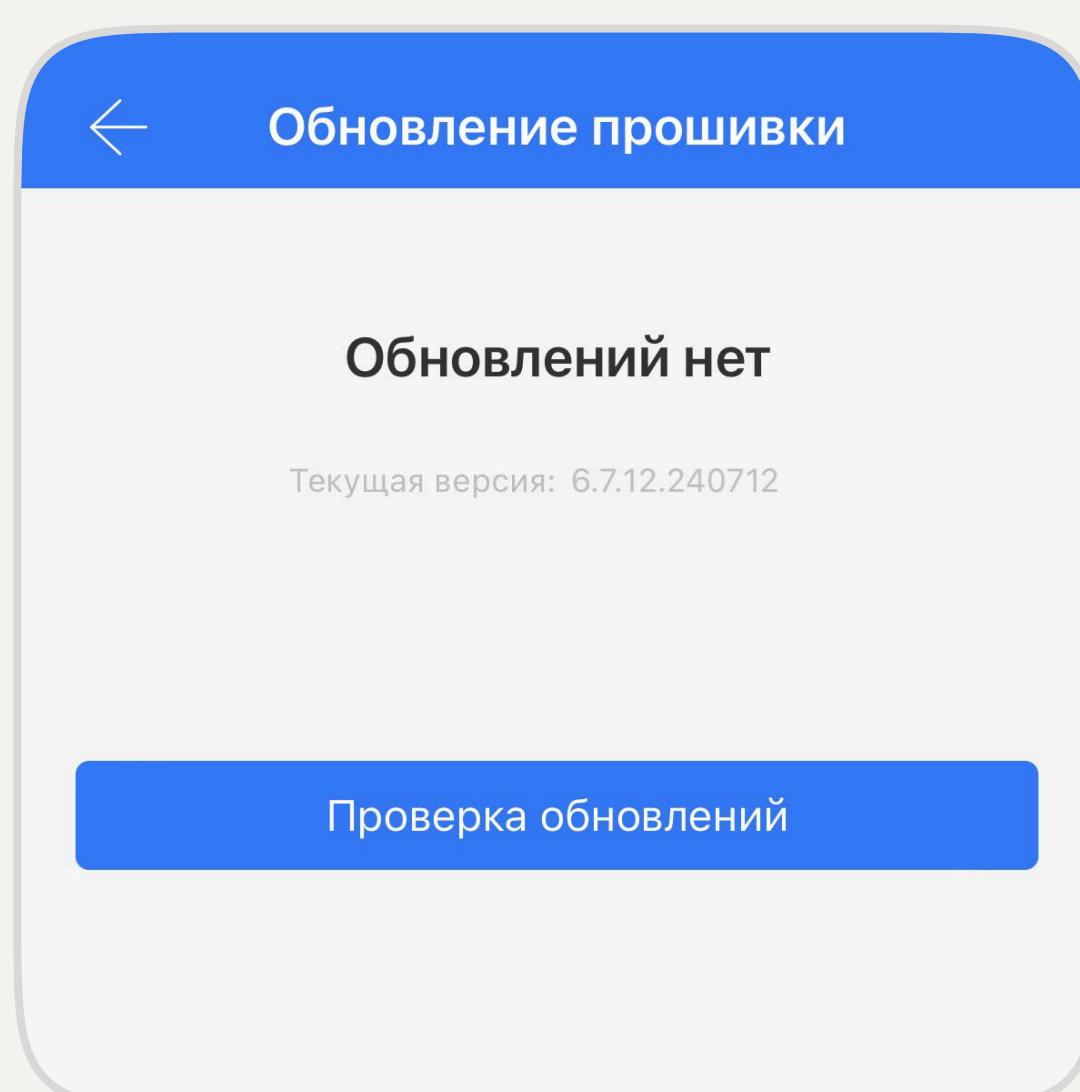 Обновление прошивки
Обновлений нет
Текущая версия: 6.7.12.240712
Проверка обновлений